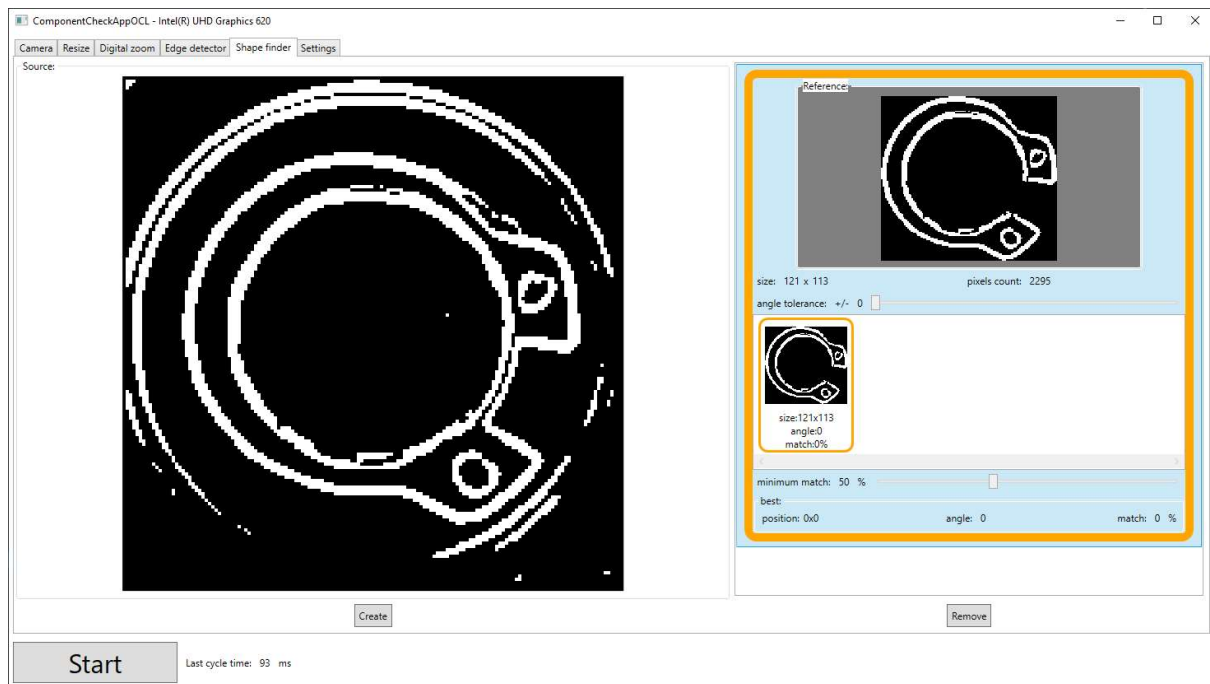 ComponentCheckAppOCL - Intel(R) UHD Graphics 620
Camera Resize Digital zoom Edge detector Shape finder Settings
Source:
Reference:
size: 121 x 113 pixels count: 2295
angle tolerance: +/- 0
size:121x113
angle:0
match:0%
minimum match: 50 %
best:
position: 0x0 angle: 0 match: 0 %
Create Remove
Start Last cycle time: 93 ms